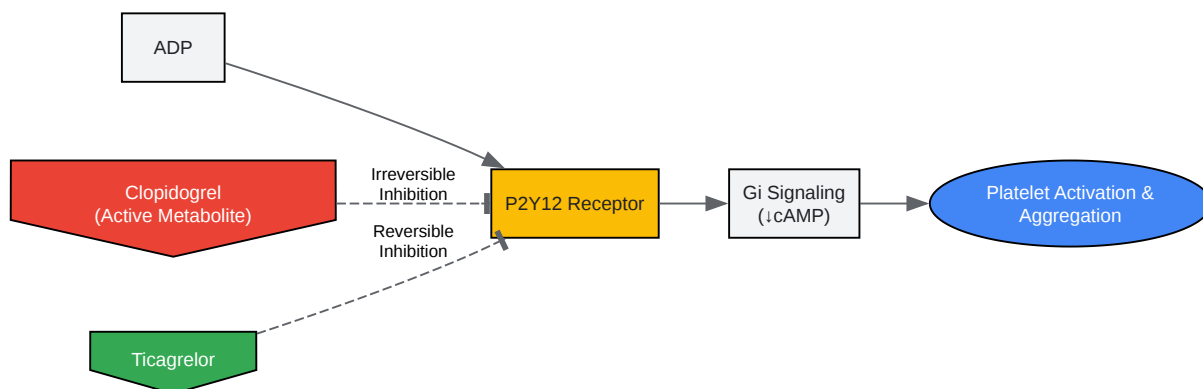 ADP
Clopidogrel
(Active Metabolite)
Irreversible
Inhibition
P2Y12 Receptor
Gi Signaling
(↓cAMP)
Platelet Activation &
Aggregation
Reversible
Inhibition
Ticagrelor